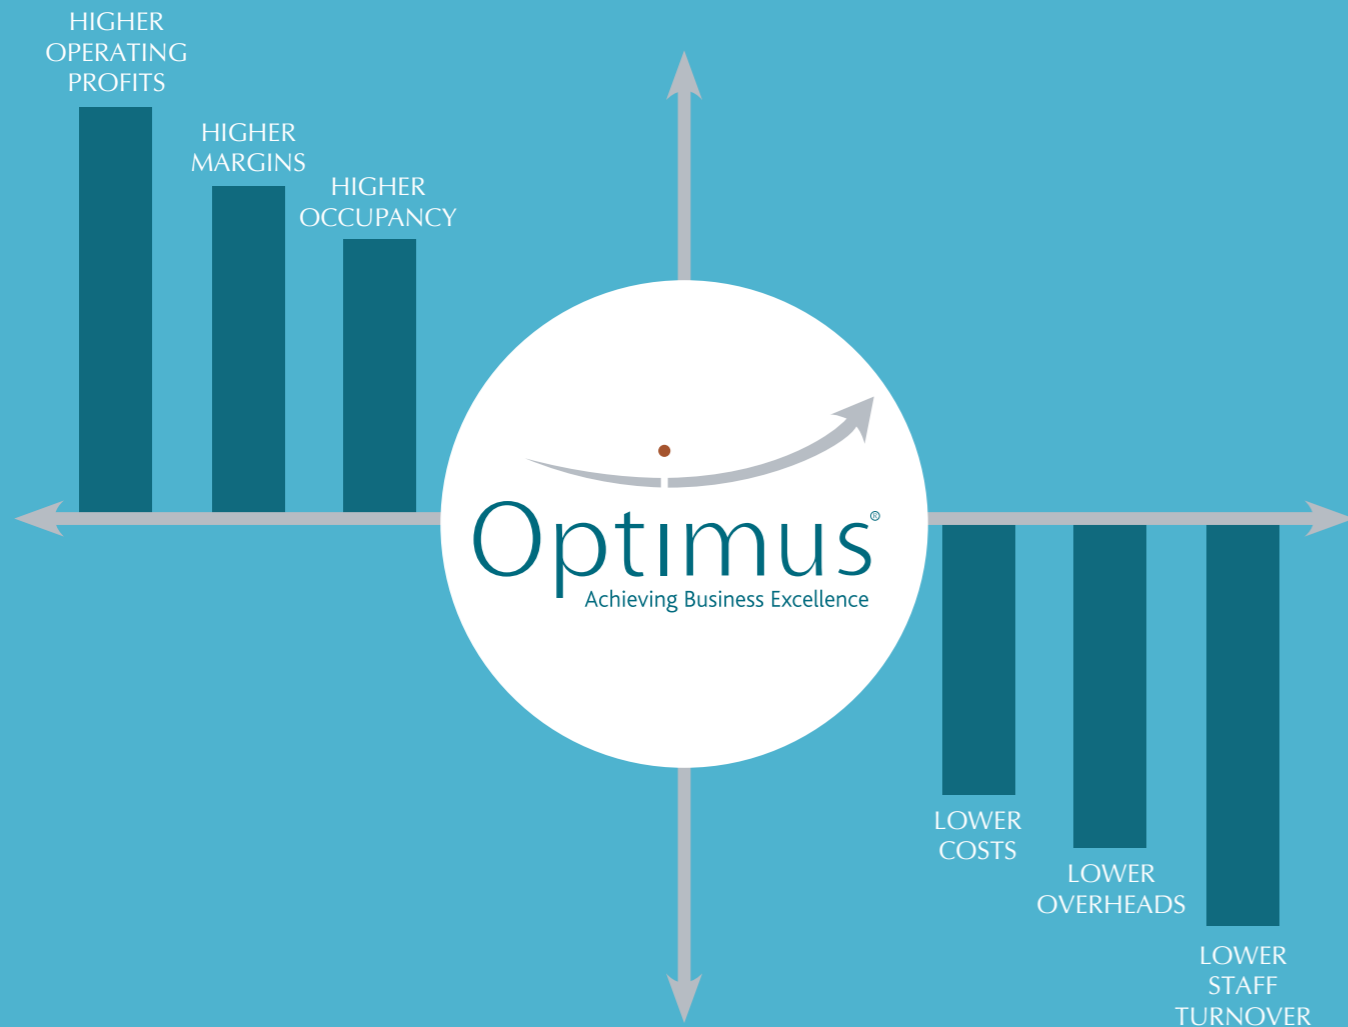 HIGHER
OPERATING
PROFITS
HIGHER
MARGINS
HIGHER
OCCUPANCY
Optimus®
Achieving Business Excellence
LOWER
COSTS
LOWER
OVERHEADS
LOWER
STAFF
TURNOVER